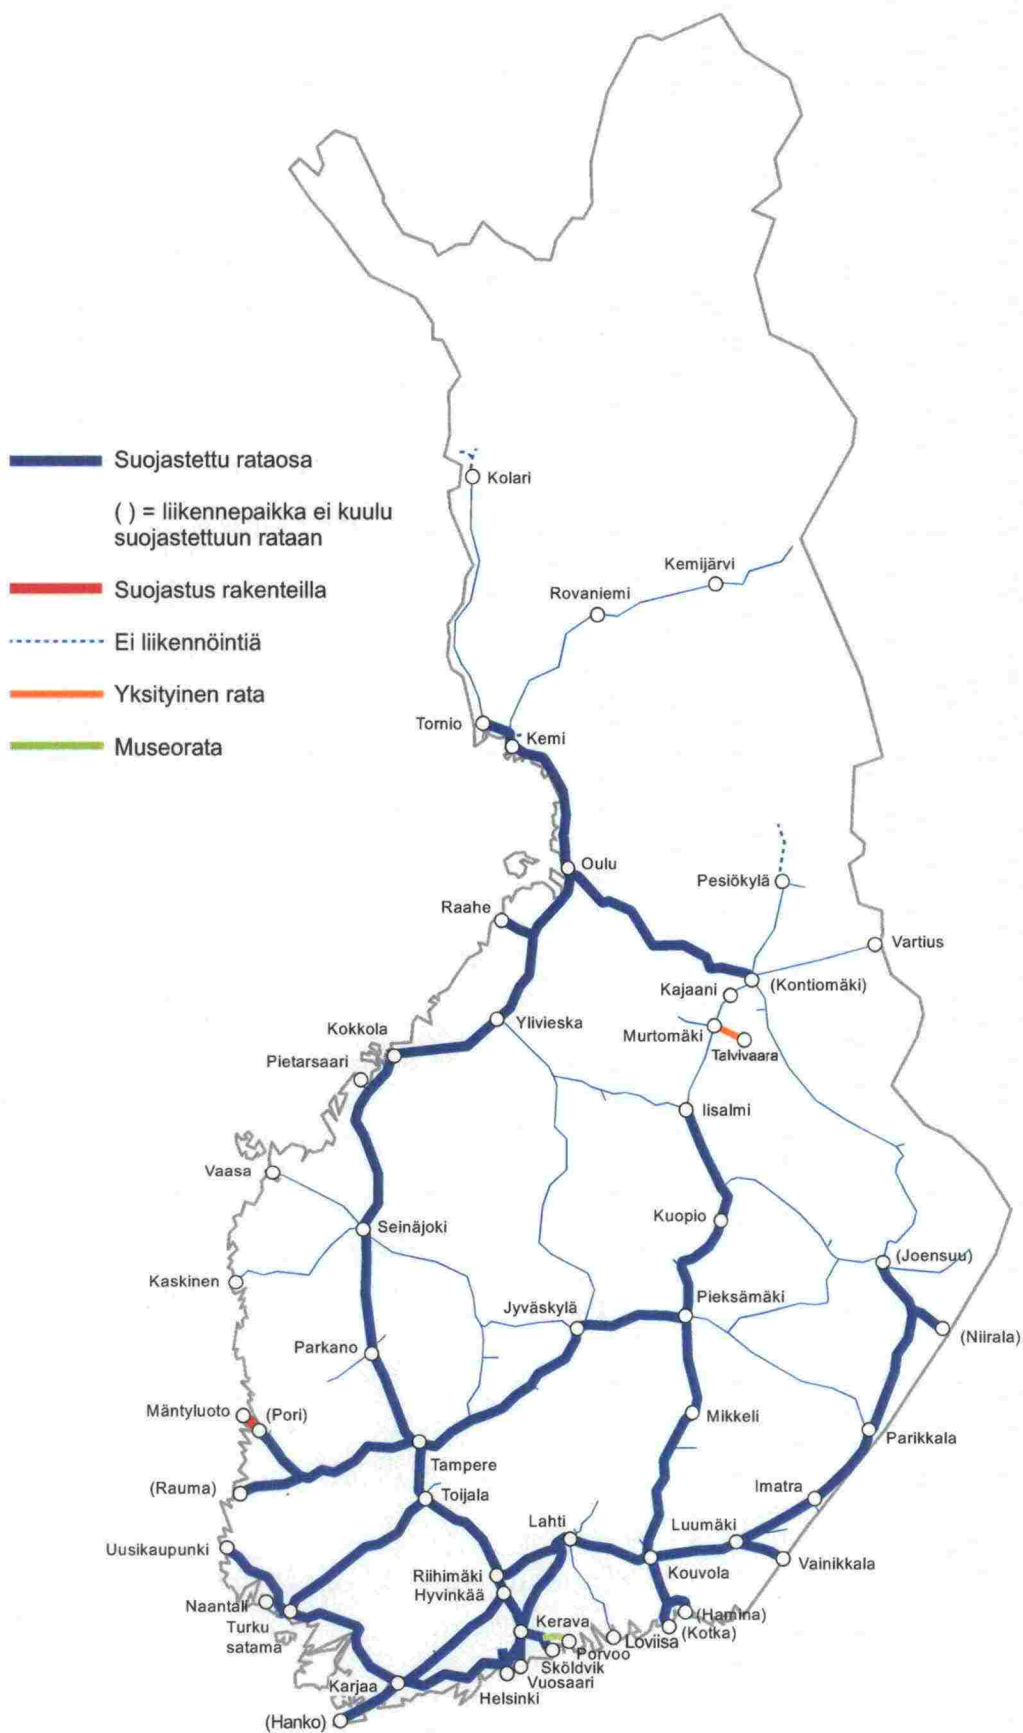 Suojastettu rataosa
( ) = liikennepaikka ei kuulu
suojastettuun rataan
Suojastus rakenteilla
Ei liikennöintiä
Yksityinen rata
Museorata
Kolari
Kemijärvi
Rovaniemi
Tornio
Kemi
Oulu
Pesiökylä
Raahe
Vartius
(Kontiomäki)
Kajaani
Ylivieska
Murtomäki
Kokkola
Talvivaara
Pietarsaari
Iisalmi
Vaasa
Kuopio
Seinäjoki
(Joensuu)
Kaskinen
Pieksämäki
Jyväskylä
(Niirala)
Parkano
Mäntyluoto
(Pori)
Mikkeli
Parikkala
Tampere
(Rauma)
Imatra
Toijala
Lahti
Luumäki
Uusikaupunki
Vainikkala
Kouvola
Riihimäki
Hyvinkää
Naantali
(Hamina)
Kerava
(Kotka)
Turku
satama
Loviisa
Porvoo
Sköldvik
Vuosaari
Karjaa
Helsinki
(Hanko)